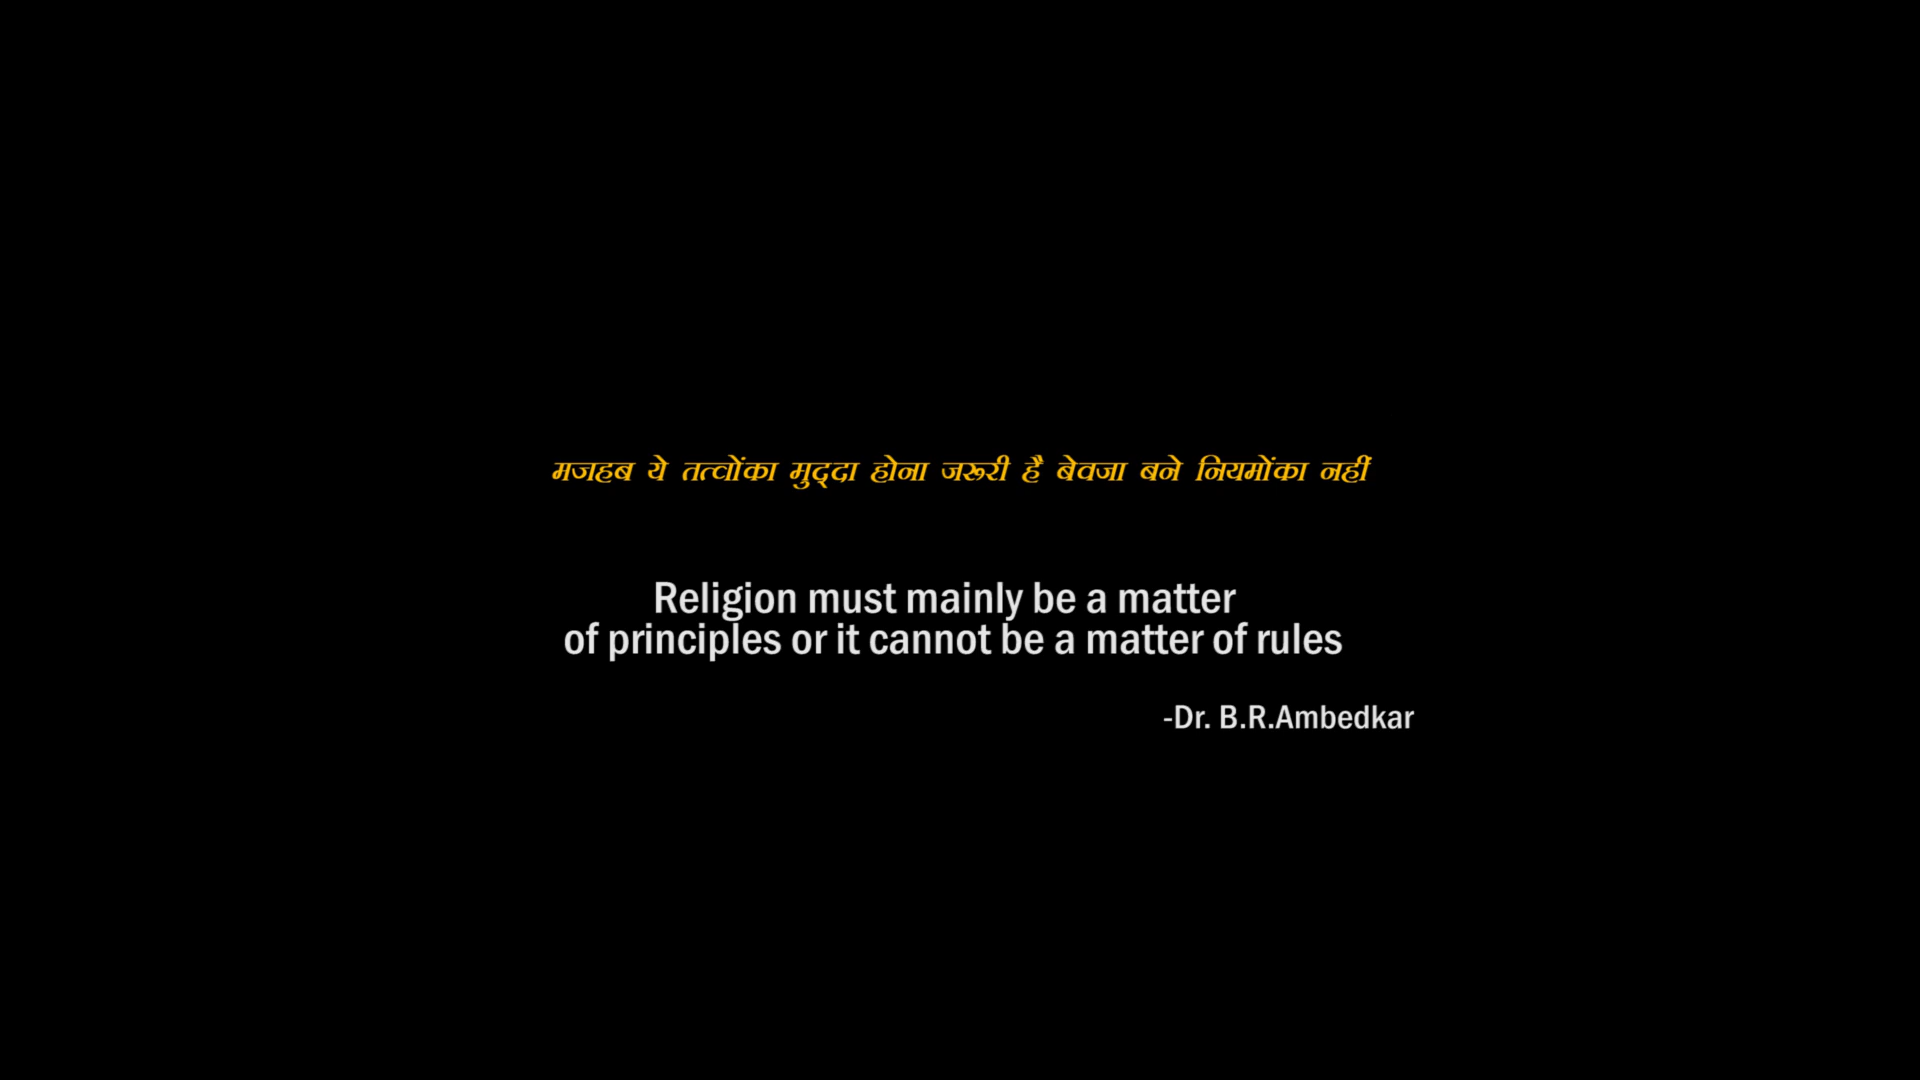 मजहब ये तत्वोंका मुद्दा होना जरूरी है बेवजा बने नियमोंका नहीं
Religion must mainly be a matter
of principles or it cannot be a matter of rules
-Dr. B.R.Ambedkar